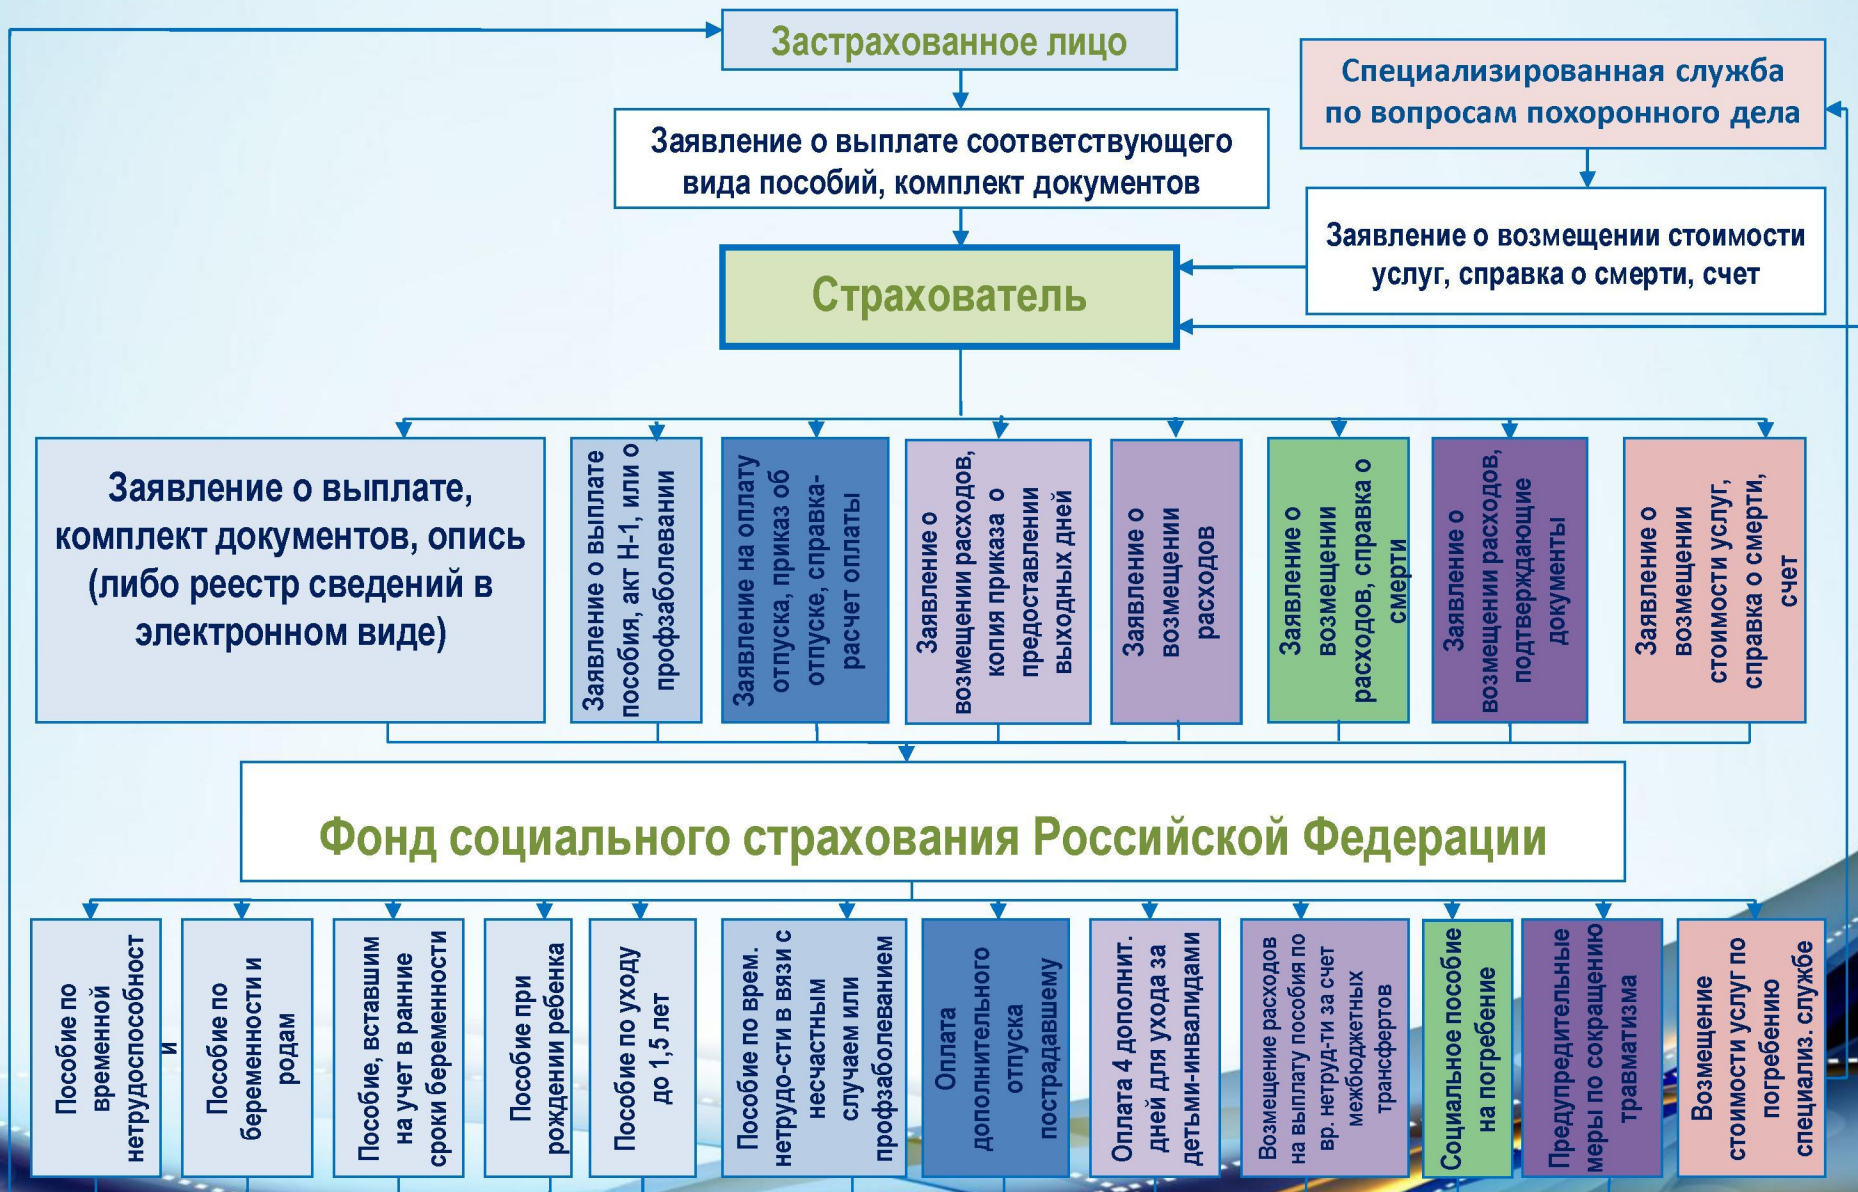 Застрахованное лицо
Специализированная служба
по вопросам похоронного дела
Заявление о выплате соответствующего
вида пособий, комплект документов
Заявление о возмещении стоимости
услуг, справка о смерти, счет
Страхователь
Заявление о выплате,
комплект документов, опись
(либо реестр сведений в
электронном виде)
Заявление о выплате
пособия, акт Н-1, или о
профзаболевании
Заявление на оплату
отпуска, приказ об
отпуске, справка-
расчет оплаты
Заявление о
возмещении расходов,
копия приказа о
предоставлении
выходных дней
Заявление о
возмещении
расходов
Заявление о
возмещении
расходов, справка о
смерти
Заявление о
возмещении расходов,
подтверждающие
документы
Заявление о
возмещении
стоимости услуг,
справка о смерти,
счет
Фонд социального страхования Российской Федерации
Пособие по
временной
нетрудоспособност
и
Пособие по
беременности и
родам
Пособие, вставшим
на учет в ранние
сроки беременности
Пособие при
рождении ребенка
Пособие по уходу
до 1,5 лет
Пособие по врем.
нетрудо-сти в вязи с
несчастным
случаем или
профзаболеванием
Оплата
дополнительного
отпуска
пострадавшему
Оплата 4 дополнит.
дней для ухода за
детьми-инвалидами
Возмещение расходов
на выплату пособия по
вр. нетруд-ти за счет
межбюджетных
трансфертов
Социальное пособие
на погребение
Предупредительные
меры по сокращению
травматизма
Возмещение
стоимости услуг по
погребению
специализ. службе